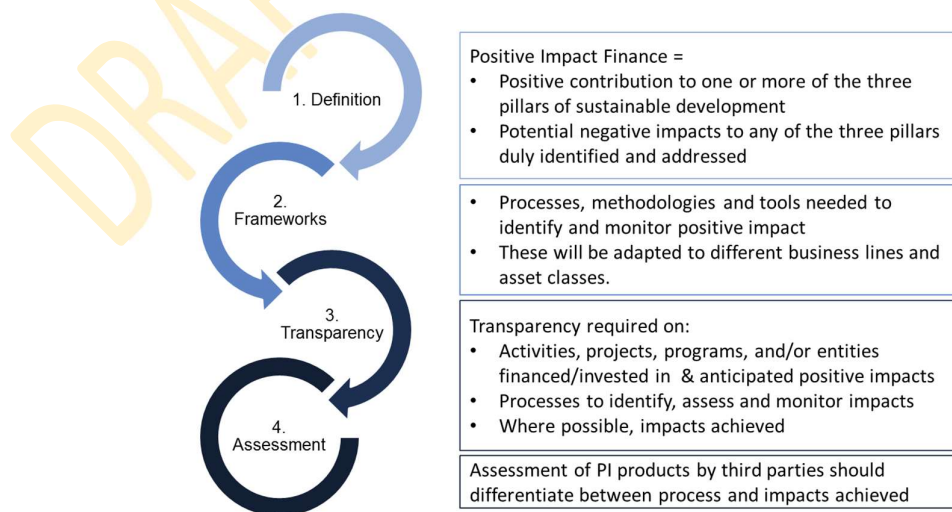 DRAFT
1. Definition
Positive Impact Finance =
• Positive contribution to one or more of the three
pillars of sustainable development
• Potential negative impacts to any of the three pillars
duly identified and addressed
2.
Frameworks
• Processes, methodologies and tools needed to
identify and monitor positive impact
• These will be adapted to different business lines and
asset classes.
3.
Transparency
Transparency required on:
• Activities, projects, programs, and/or entities
financed/invested in & anticipated positive impacts
• Processes to identify, assess and monitor impacts
• Where possible, impacts achieved
4.
Assessment
Assessment of PI products by third parties should
differentiate between process and impacts achieved